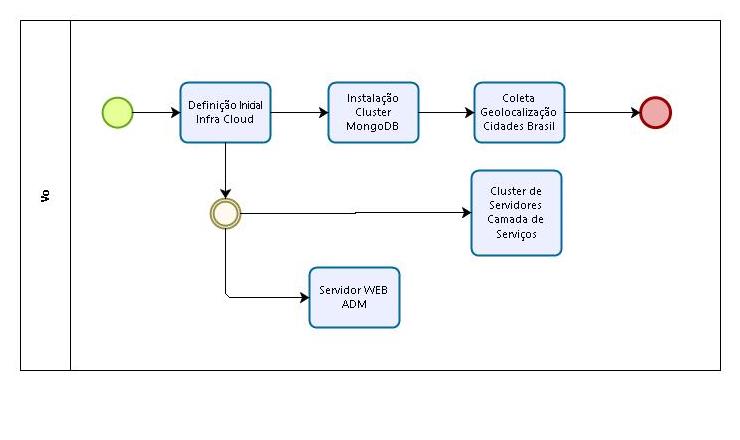 Vo
Definição Inicial
Infra Cloud
Instalação
Cluster
MongoDB
Coleta
Geolocalização
Cidades Brasil
Cluster de
Servidores
Camada de
Serviços
Servidor WEB
ADM